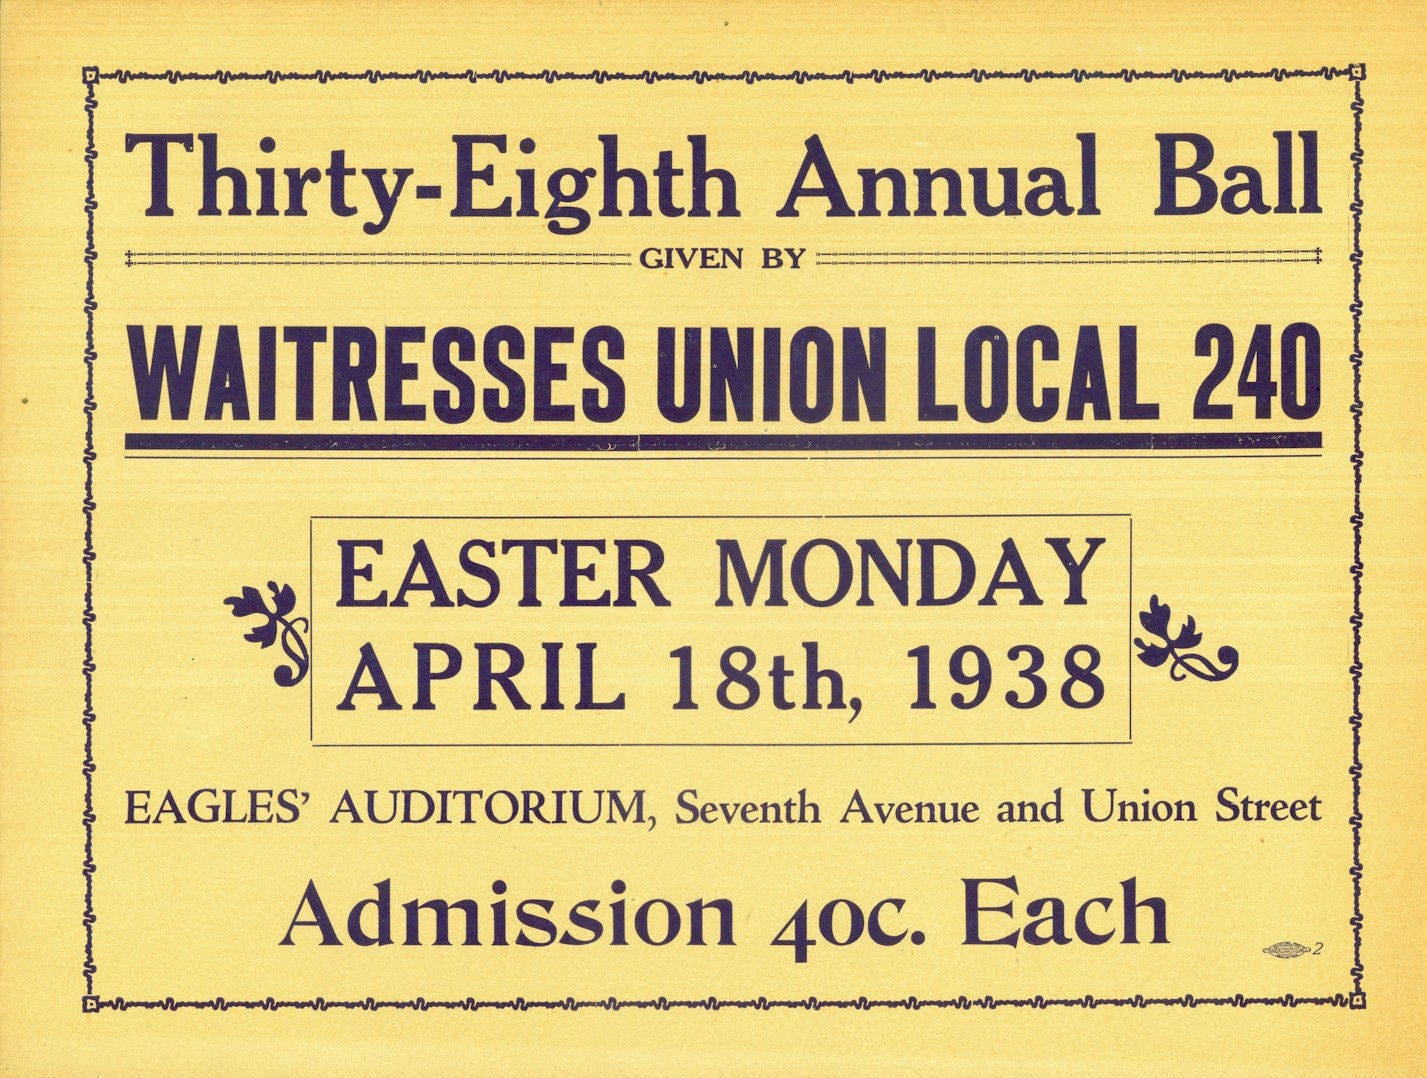 Thirty-Eighth Annual Ball
GIVEN BY
WAITRESSES UNION LOCAL 240
EASTER MONDAY
APRIL 18th, 1938
EAGLES' AUDITORIUM, Seventh Avenue and Union Street
Admission 40c. Each
2